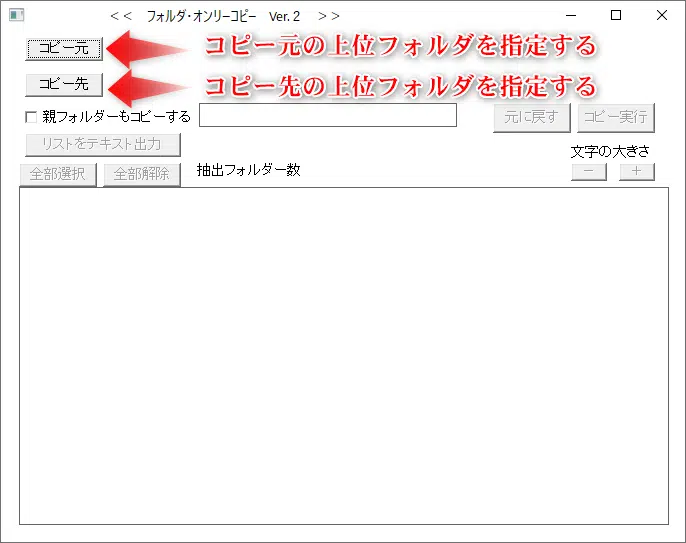 << フォルダ・オンリーコピー Ver. 2 >>
コピー元 コピー元の上位フォルダを指定する
コピー先 コピー先の上位フォルダを指定する
親フォルダーもコピーする 元に戻す コピー実行
リストをテキスト出力 文字の大きさ
全部選択 全部解除 抽出フォルダー数 － ＋